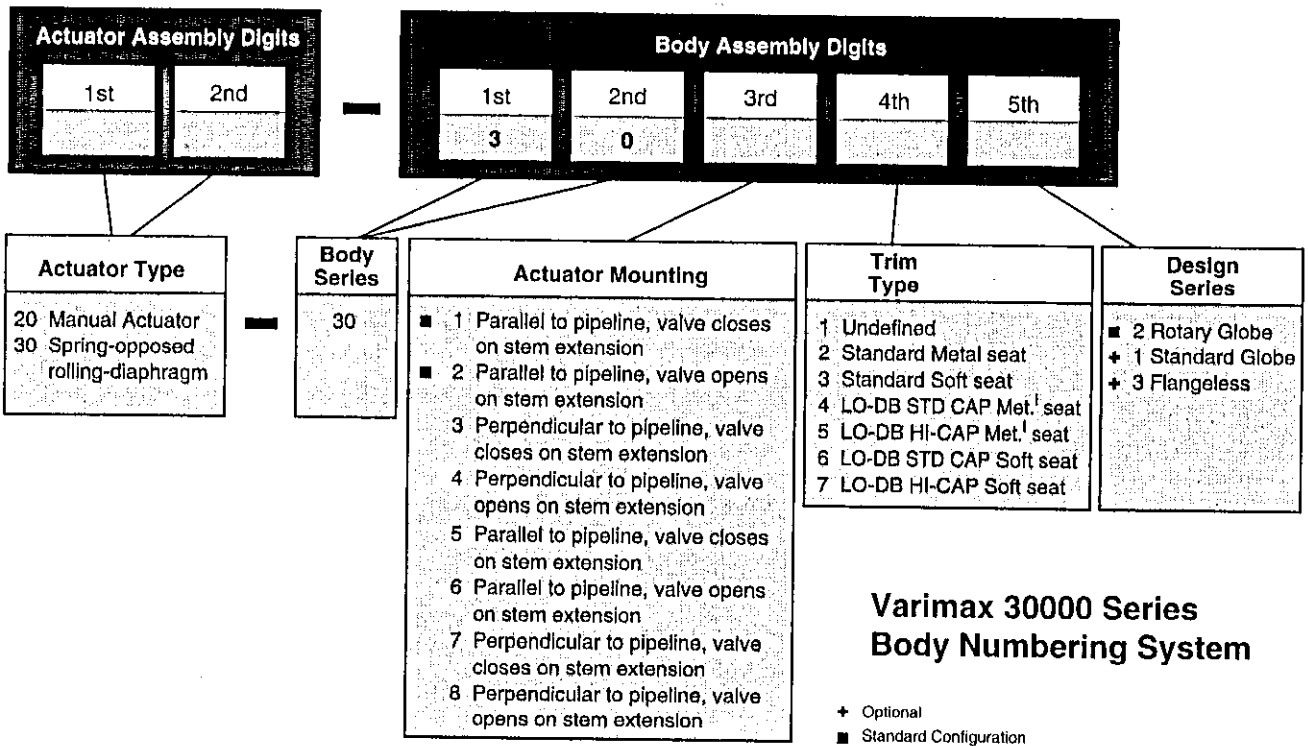 Actuator Assembly Digits
1st 2nd
Body Assembly Digits
1st 2nd 3rd 4th 5th
3 0
Actuator Type
20 Manual Actuator
30 Spring-opposed
rolling-diaphragm
Body
Series
30
Actuator Mounting
■ 1 Parallel to pipeline, valve closes
on stem extension
■ 2 Parallel to pipeline, valve opens
on stem extension
3 Perpendicular to pipeline, valve
closes on stem extension
4 Perpendicular to pipeline, valve
opens on stem extension
5 Parallel to pipeline, valve closes
on stem extension
6 Parallel to pipeline, valve opens
on stem extension
7 Perpendicular to pipeline, valve
closes on stem extension
8 Perpendicular to pipeline, valve
opens on stem extension
Trim
Type
1 Undefined
2 Standard Metal seat
3 Standard Soft seat
4 LO-DB STD CAP Met.ˡ seat
5 LO-DB HI-CAP Met.ˡ seat
6 LO-DB STD CAP Soft seat
7 LO-DB HI-CAP Soft seat
Design
Series
■ 2 Rotary Globe
+ 1 Standard Globe
+ 3 Flangeless
Varimax 30000 Series
Body Numbering System
+ Optional
■ Standard Configuration